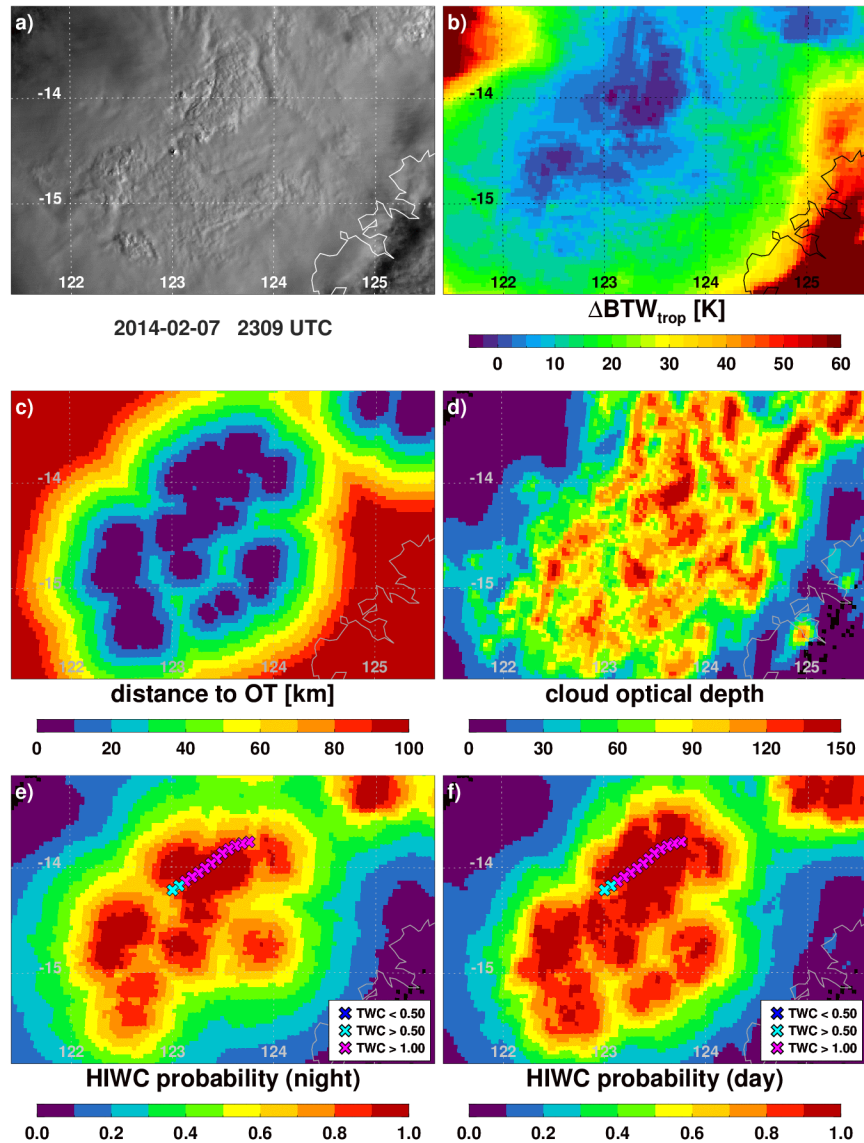 a)
-14
-15
122 123 124 125
2014-02-07 2309 UTC
b)
-14
-15
122 123 124 125
ΔBTWtrop [K]
0 10 20 30 40 50 60
c)
-14
-15
122 123 124 125
distance to OT [km]
0 20 40 60 80 100
d)
-14
-15
122 123 124 125
cloud optical depth
0 30 60 90 120 150
e)
-14
-15
122 123 124
TWC < 0.50
TWC > 0.50
TWC > 1.00
HIWC probability (night)
0.0 0.2 0.4 0.6 0.8 1.0
f)
-14
-15
122 123 124
TWC < 0.50
TWC > 0.50
TWC > 1.00
HIWC probability (day)
0.0 0.2 0.4 0.6 0.8 1.0